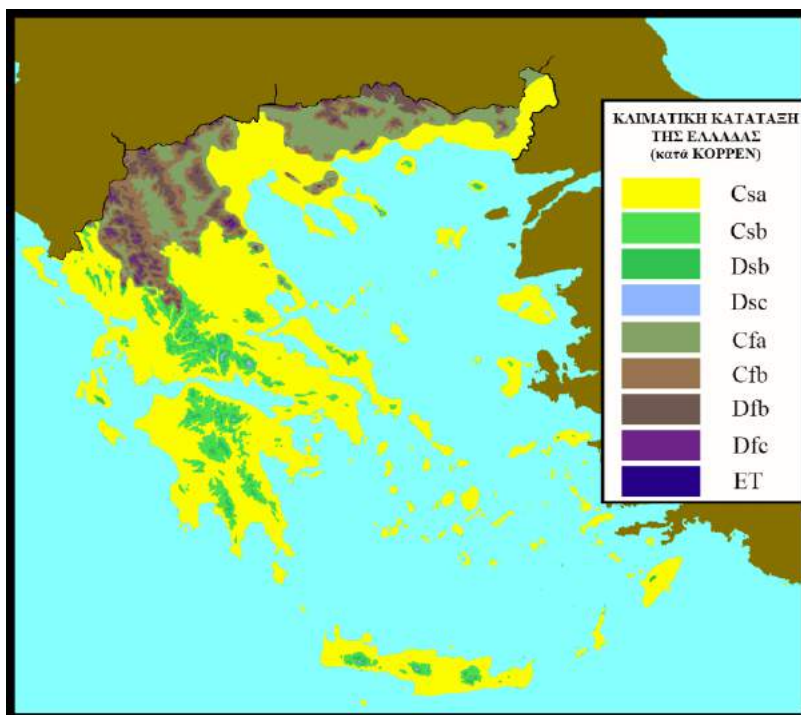 ΚΛΙΜΑΤΙΚΗ ΚΑΤΑΤΑΞΗ
ΤΗΣ ΕΛΛΑΔΑΣ
(κατά ΚΟΡΡΕΝ)
Csa
Csb
Dsb
Dsc
Cfa
Cfb
Dfb
Dfc
ET